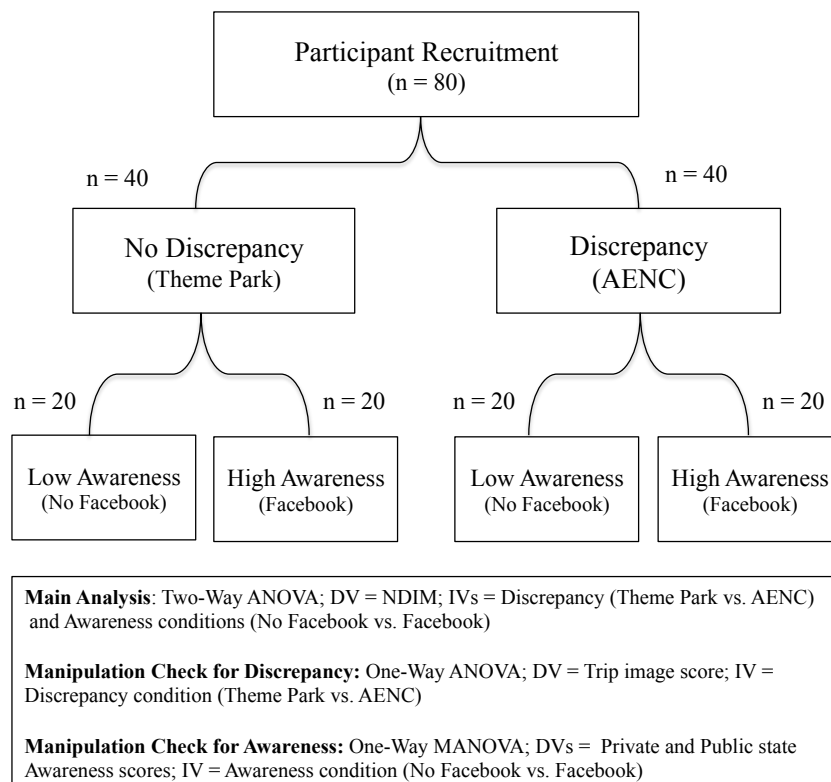 Participant Recruitment
(n = 80)
n = 40
n = 40
No Discrepancy
(Theme Park)
Discrepancy
(AENC)
n = 20
n = 20
n = 20
n = 20
Low Awareness
(No Facebook)
High Awareness
(Facebook)
Low Awareness
(No Facebook)
High Awareness
(Facebook)
Main Analysis: Two-Way ANOVA; DV = NDIM; IVs = Discrepancy (Theme Park vs. AENC)
and Awareness conditions (No Facebook vs. Facebook)
Manipulation Check for Discrepancy: One-Way ANOVA; DV = Trip image score; IV =
Discrepancy condition (Theme Park vs. AENC)
Manipulation Check for Awareness: One-Way MANOVA; DVs = Private and Public state
Awareness scores; IV = Awareness condition (No Facebook vs. Facebook)